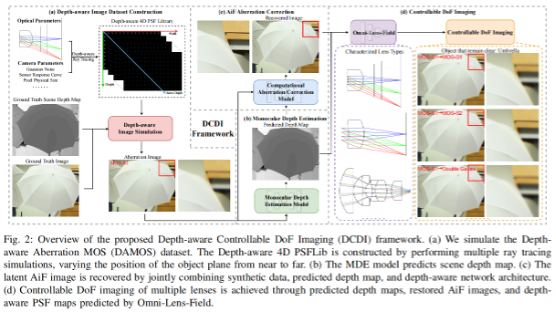 (a) Depth-aware Image Dataset Construction
(c) AiF Aberration Correction
(d) Controllable DoF Imaging
Optical Parameters
Depth-aware 4D PSF Library
Recovered Image
Omni-Lens-Field
Controllable DoF Imaging
Depth-aware
Ray Tracing
Characterized Lens Types
Object that remain clear: Umbrella
Camera Parameters
Gaussian Noise
Sensor Response Curve
Pixel Physical Size
Computational
Aberration Correction
Model
Ground Truth Scene Depth Map
Depth-aware
Image Simulation
DCDI
Framework
(b) Monocular Depth Estimation
Predicted Depth Map
Ground Truth Image
Aberration Image
Monocular Depth
Estimation Model
Fig. 2: Overview of the proposed Depth-aware Controllable DoF Imaging (DCDI) framework. (a) We simulate the Depth-
aware Aberration MOS (DAMOS) dataset. The Depth-aware 4D PSFLib is constructed by performing multiple ray tracing
simulations, varying the position of the object plane from near to far. (b) The MDE model predicts scene depth map. (c) The
latent AiF image is recovered by jointly combining synthetic data, predicted depth map, and depth-aware network architecture.
(d) Controllable DoF imaging of multiple lenses is achieved through predicted depth maps, restored AiF images, and depth-
aware PSF maps predicted by Omni-Lens-Field.